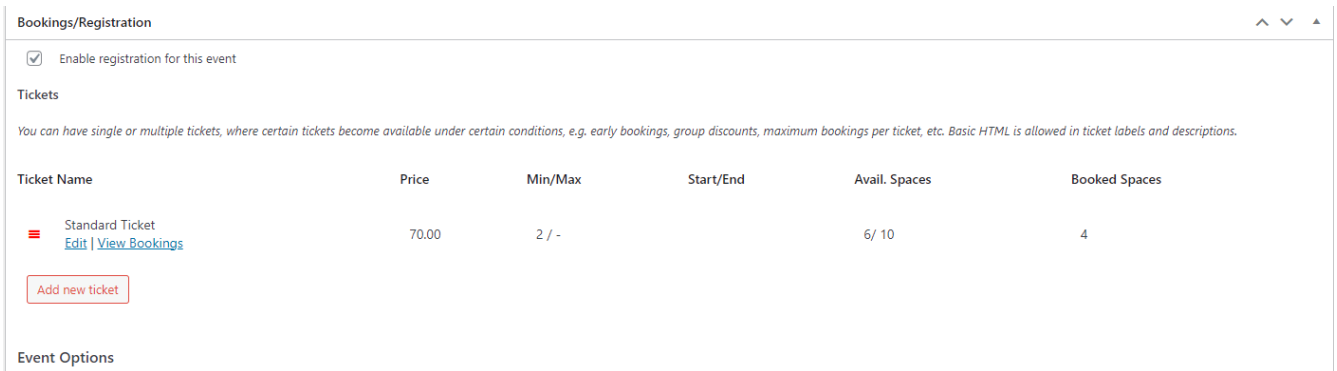 Bookings/Registration
Enable registration for this event
Tickets
You can have single or multiple tickets, where certain tickets become available under certain conditions, e.g. early bookings, group discounts, maximum bookings per ticket, etc. Basic HTML is allowed in ticket labels and descriptions.
Ticket Name Price Min/Max Start/End Avail. Spaces Booked Spaces
Standard Ticket
Edit | View Bookings 70.00 2 / - 6/ 10 4
Add new ticket
Event Options